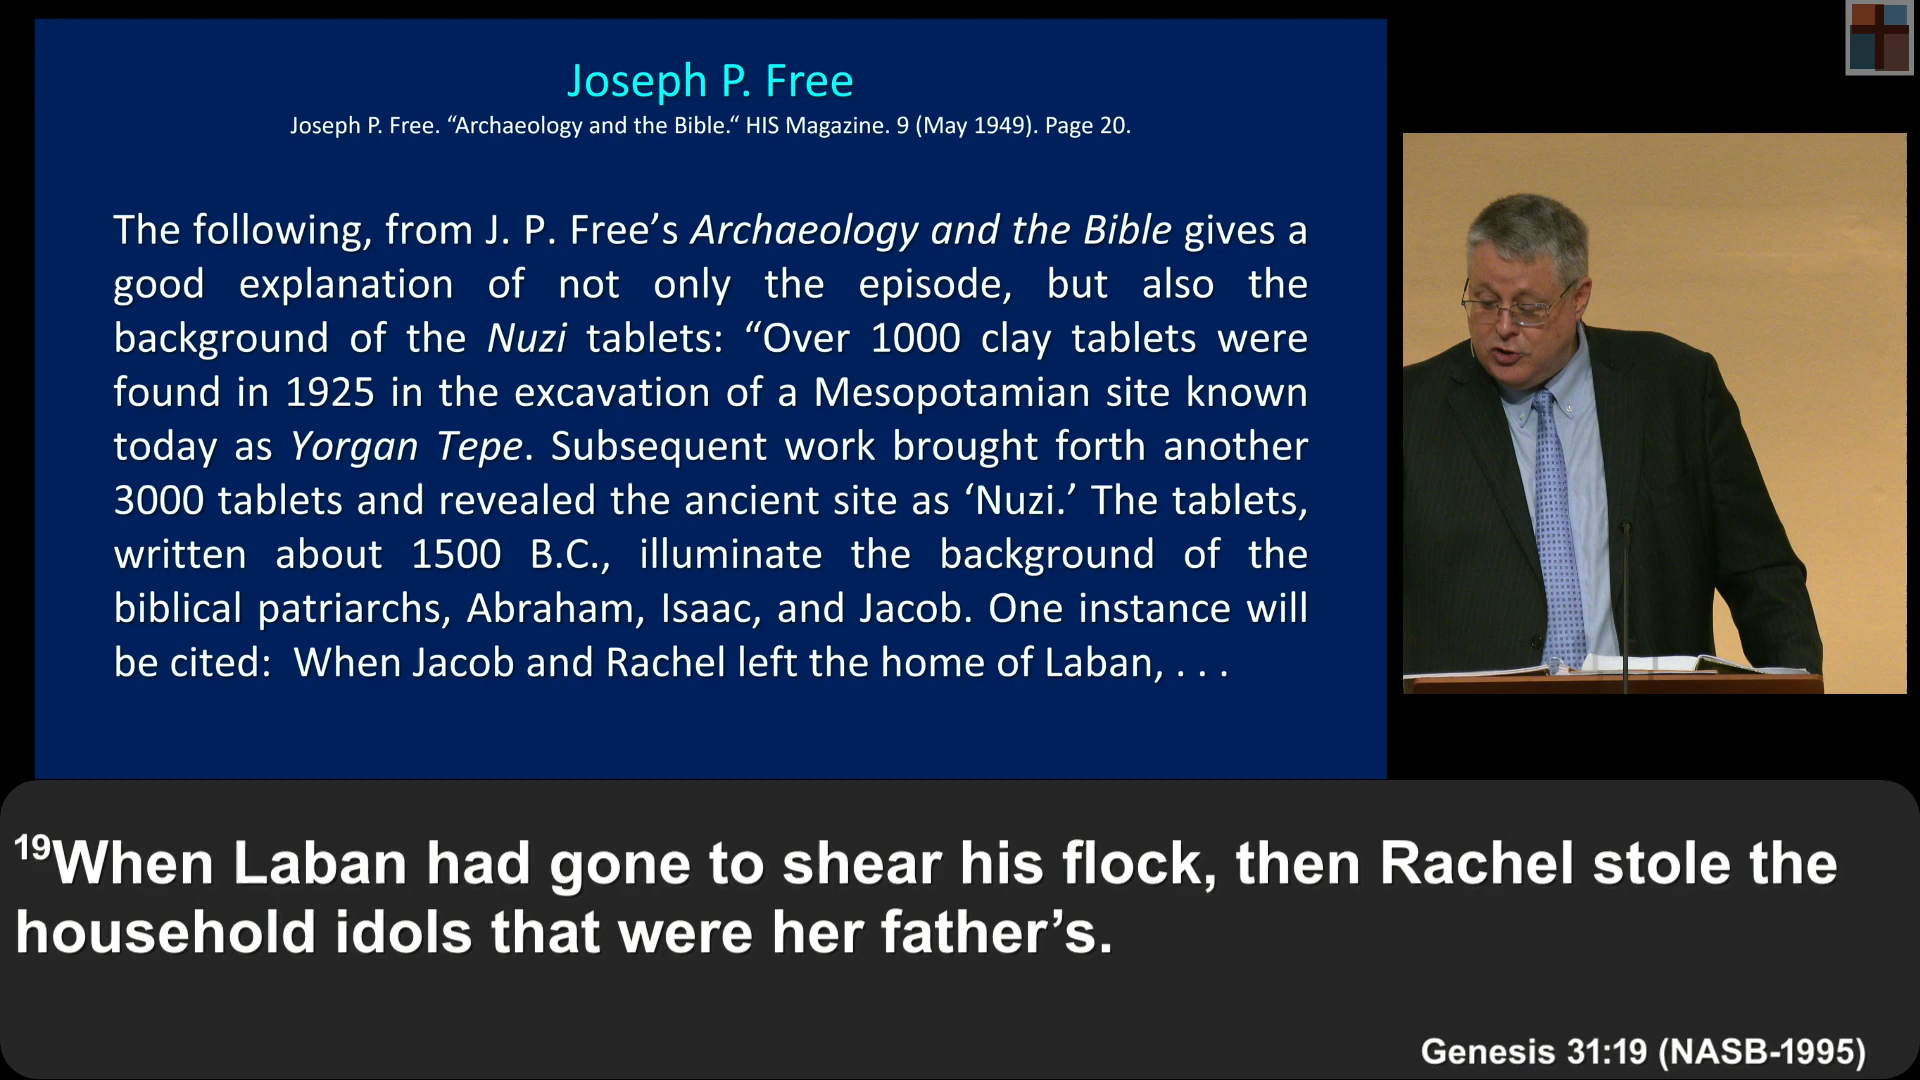 Joseph P. Free
Joseph P. Free. “Archaeology and the Bible.“ HIS Magazine. 9 (May 1949). Page 20.
The following, from J. P. Free’s Archaeology and the Bible gives a
good explanation of not only the episode, but also the
background of the Nuzi tablets: “Over 1000 clay tablets were
found in 1925 in the excavation of a Mesopotamian site known
today as Yorgan Tepe. Subsequent work brought forth another
3000 tablets and revealed the ancient site as ‘Nuzi.’ The tablets,
written about 1500 B.C., illuminate the background of the
biblical patriarchs, Abraham, Isaac, and Jacob. One instance will
be cited:  When Jacob and Rachel left the home of Laban, . . .
19When Laban had gone to shear his flock, then Rachel stole the
household idols that were her father’s.
Genesis 31:19 (NASB-1995)